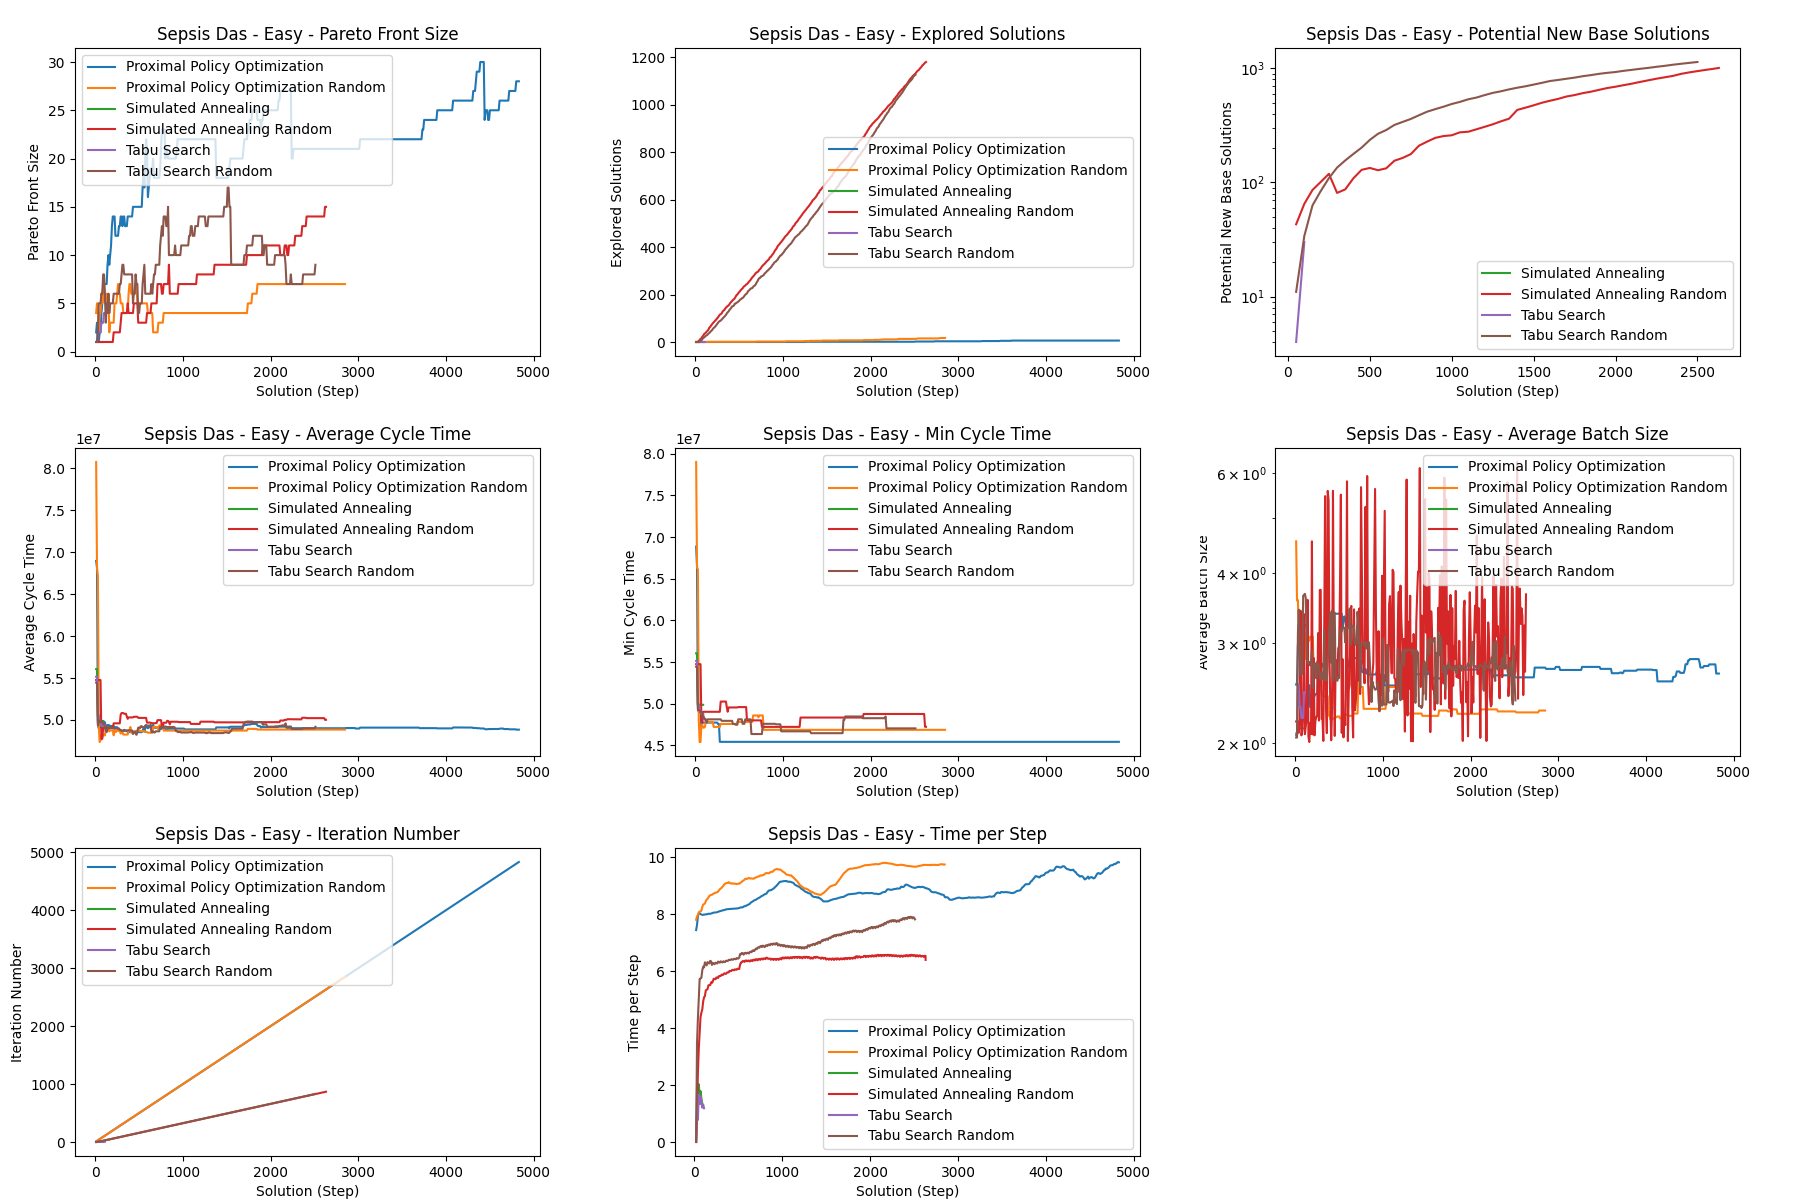 Sepsis Das - Easy - Pareto Front Size
Pareto Front Size
30
25
20
15
10
5
0
Proximal Policy Optimization
Proximal Policy Optimization Random
Simulated Annealing
Simulated Annealing Random
Tabu Search
Tabu Search Random
0 1000 2000 3000 4000 5000
Solution (Step)
Sepsis Das - Easy - Explored Solutions
Explored Solutions
1200
1000
800
600
400
200
0
Proximal Policy Optimization
Proximal Policy Optimization Random
Simulated Annealing
Simulated Annealing Random
Tabu Search
Tabu Search Random
0 1000 2000 3000 4000 5000
Solution (Step)
Sepsis Das - Easy - Potential New Base Solutions
Potential New Base Solutions
10³
10²
10¹
Simulated Annealing
Simulated Annealing Random
Tabu Search
Tabu Search Random
0 500 1000 1500 2000 2500
Solution (Step)
Sepsis Das - Easy - Average Cycle Time
1e7
Average Cycle Time
8.0
7.5
7.0
6.5
6.0
5.5
5.0
Proximal Policy Optimization
Proximal Policy Optimization Random
Simulated Annealing
Simulated Annealing Random
Tabu Search
Tabu Search Random
0 1000 2000 3000 4000 5000
Solution (Step)
Sepsis Das - Easy - Min Cycle Time
1e7
Min Cycle Time
8.0
7.5
7.0
6.5
6.0
5.5
5.0
4.5
Proximal Policy Optimization
Proximal Policy Optimization Random
Simulated Annealing
Simulated Annealing Random
Tabu Search
Tabu Search Random
0 1000 2000 3000 4000 5000
Solution (Step)
Sepsis Das - Easy - Average Batch Size
Average Batch Size
6 × 10⁰
4 × 10⁰
3 × 10⁰
2 × 10⁰
Proximal Policy Optimization
Proximal Policy Optimization Random
Simulated Annealing
Simulated Annealing Random
Tabu Search
Tabu Search Random
0 1000 2000 3000 4000 5000
Solution (Step)
Sepsis Das - Easy - Iteration Number
Iteration Number
5000
4000
3000
2000
1000
0
Proximal Policy Optimization
Proximal Policy Optimization Random
Simulated Annealing
Simulated Annealing Random
Tabu Search
Tabu Search Random
0 1000 2000 3000 4000 5000
Solution (Step)
Sepsis Das - Easy - Time per Step
Time per Step
10
8
6
4
2
0
Proximal Policy Optimization
Proximal Policy Optimization Random
Simulated Annealing
Simulated Annealing Random
Tabu Search
Tabu Search Random
0 1000 2000 3000 4000 5000
Solution (Step)